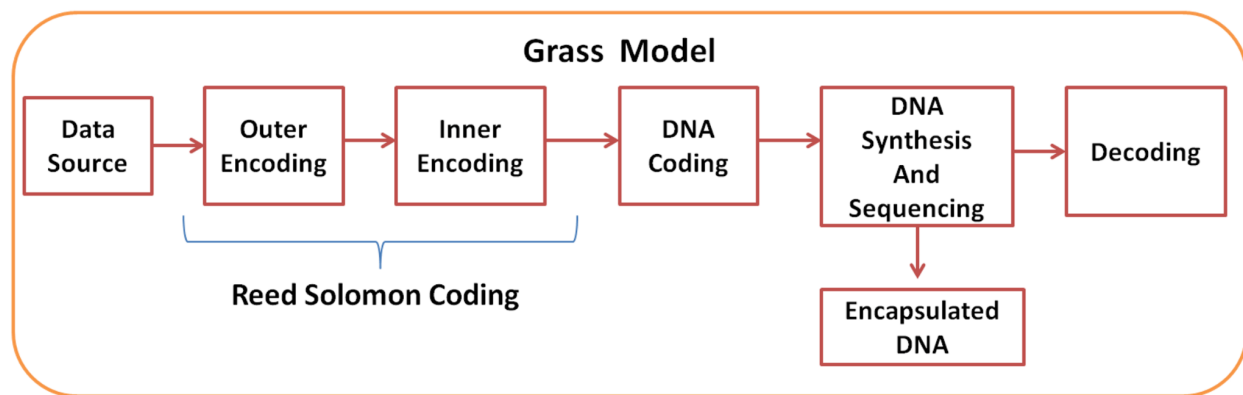 Grass Model
Data
Source
Outer
Encoding
Inner
Encoding
DNA
Coding
DNA
Synthesis
And
Sequencing
Decoding
Reed Solomon Coding
Encapsulated
DNA